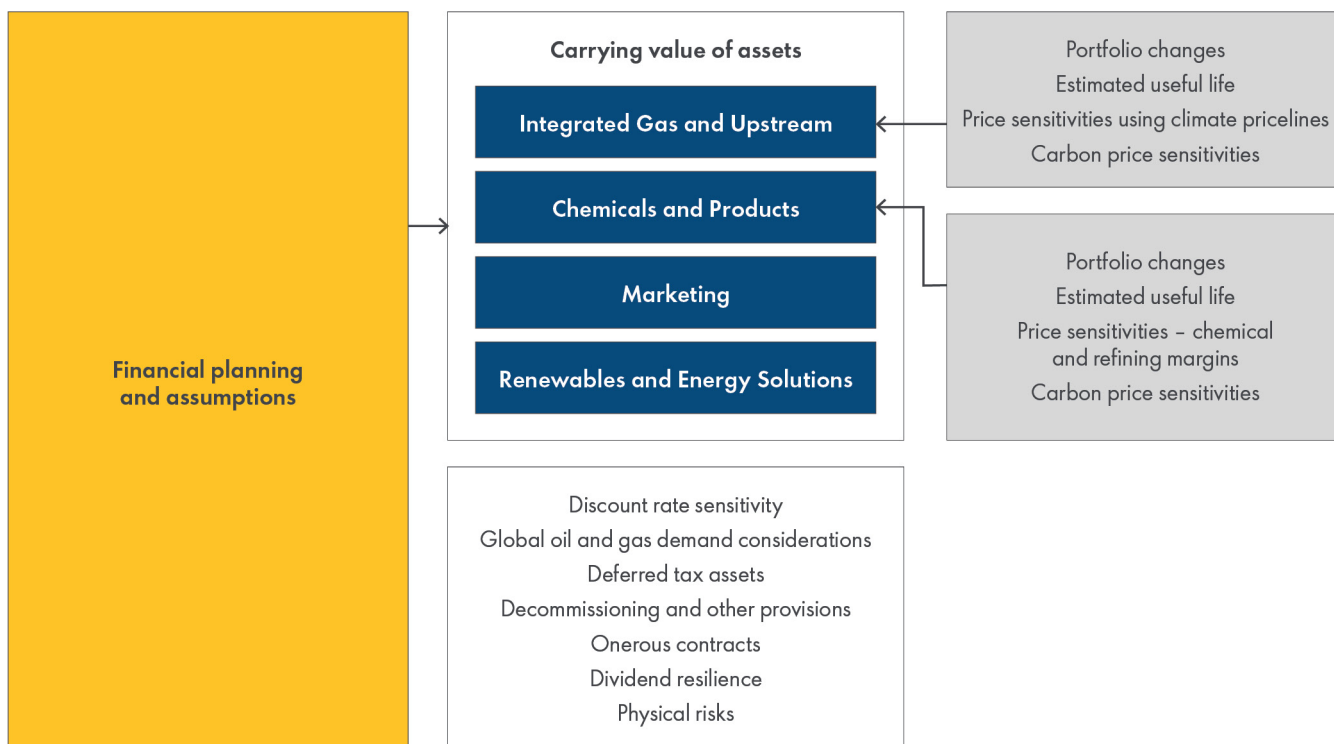 Financial planning
and assumptions
Carrying value of assets
Integrated Gas and Upstream
Chemicals and Products
Marketing
Renewables and Energy Solutions
Portfolio changes
Estimated useful life
Price sensitivities using climate pricelines
Carbon price sensitivities
Portfolio changes
Estimated useful life
Price sensitivities – chemical
and refining margins
Carbon price sensitivities
Discount rate sensitivity
Global oil and gas demand considerations
Deferred tax assets
Decommissioning and other provisions
Onerous contracts
Dividend resilience
Physical risks